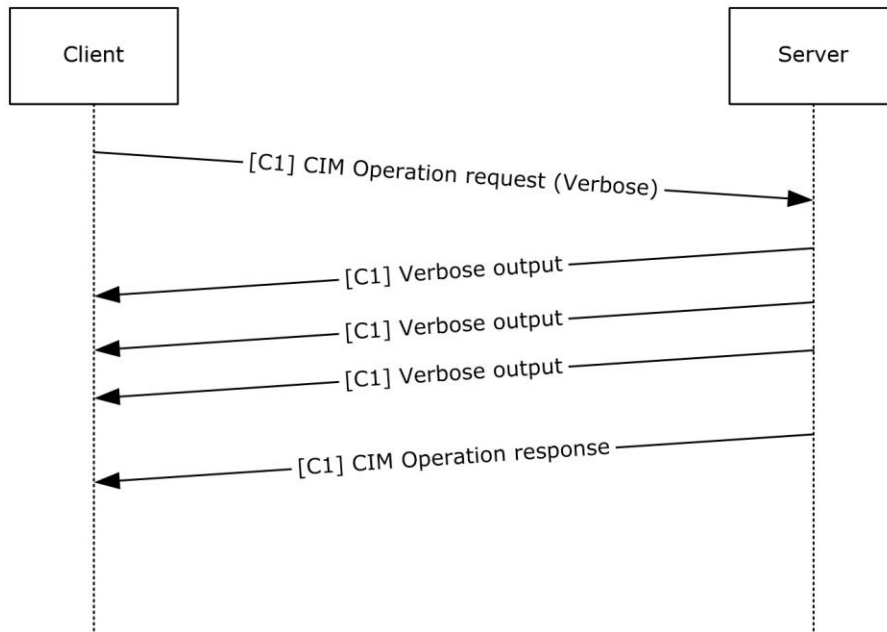 Client
Server
[C1] CIM Operation request (Verbose)
[C1] Verbose output
[C1] Verbose output
[C1] Verbose output
[C1] CIM Operation response